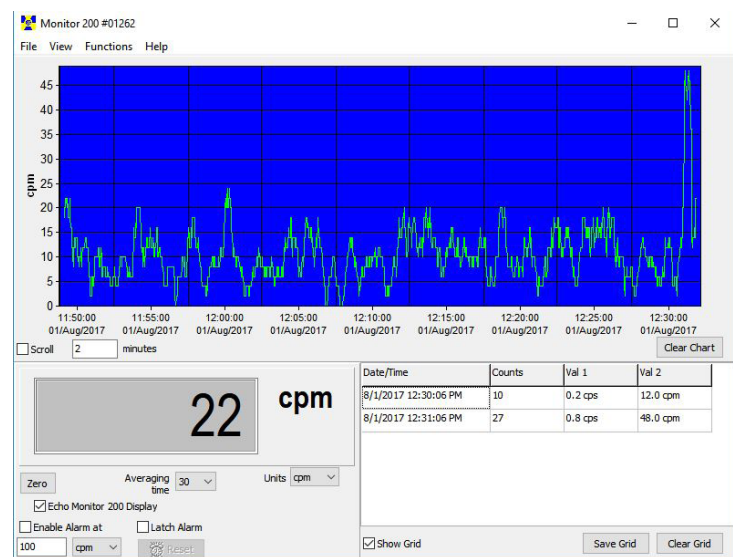 Monitor 200 #01262
File View Functions Help
cpm
45
40
35
30
25
20
15
10
5
0
11:50:00 11:55:00 12:00:00 12:05:00 12:10:00 12:15:00 12:20:00 12:25:00 12:30:00
01/Aug/2017 01/Aug/2017 01/Aug/2017 01/Aug/2017 01/Aug/2017 01/Aug/2017 01/Aug/2017 01/Aug/2017 01/Aug/2017
Scroll 2 minutes Clear Chart
22 cpm
Zero Averaging time 30 Units cpm
Echo Monitor 200 Display
Enable Alarm at Latch Alarm
100 cpm Reset
Date/Time Counts Val 1 Val 2
8/1/2017 12:30:06 PM 10 0.2 cps 12.0 cpm
8/1/2017 12:31:06 PM 27 0.8 cps 48.0 cpm
Show Grid Save Grid Clear Grid